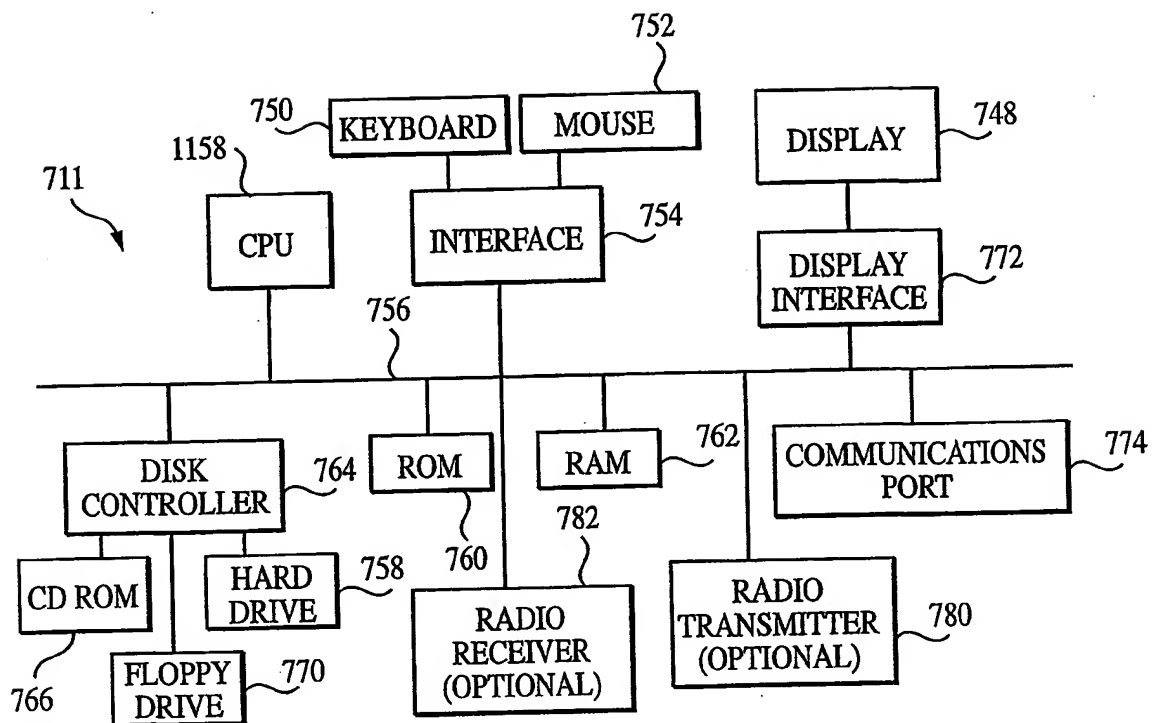 752
750
KEYBOARD
MOUSE
DISPLAY
748
1158
711
CPU
INTERFACE
754
DISPLAY
INTERFACE
772
756
DISK
CONTROLLER
764
ROM
760
RAM
762
COMMUNICATIONS
PORT
774
CD ROM
766
HARD
DRIVE
758
FLOPPY
DRIVE
770
782
RADIO
RECEIVER
(OPTIONAL)
RADIO
TRANSMITTER
(OPTIONAL)
780